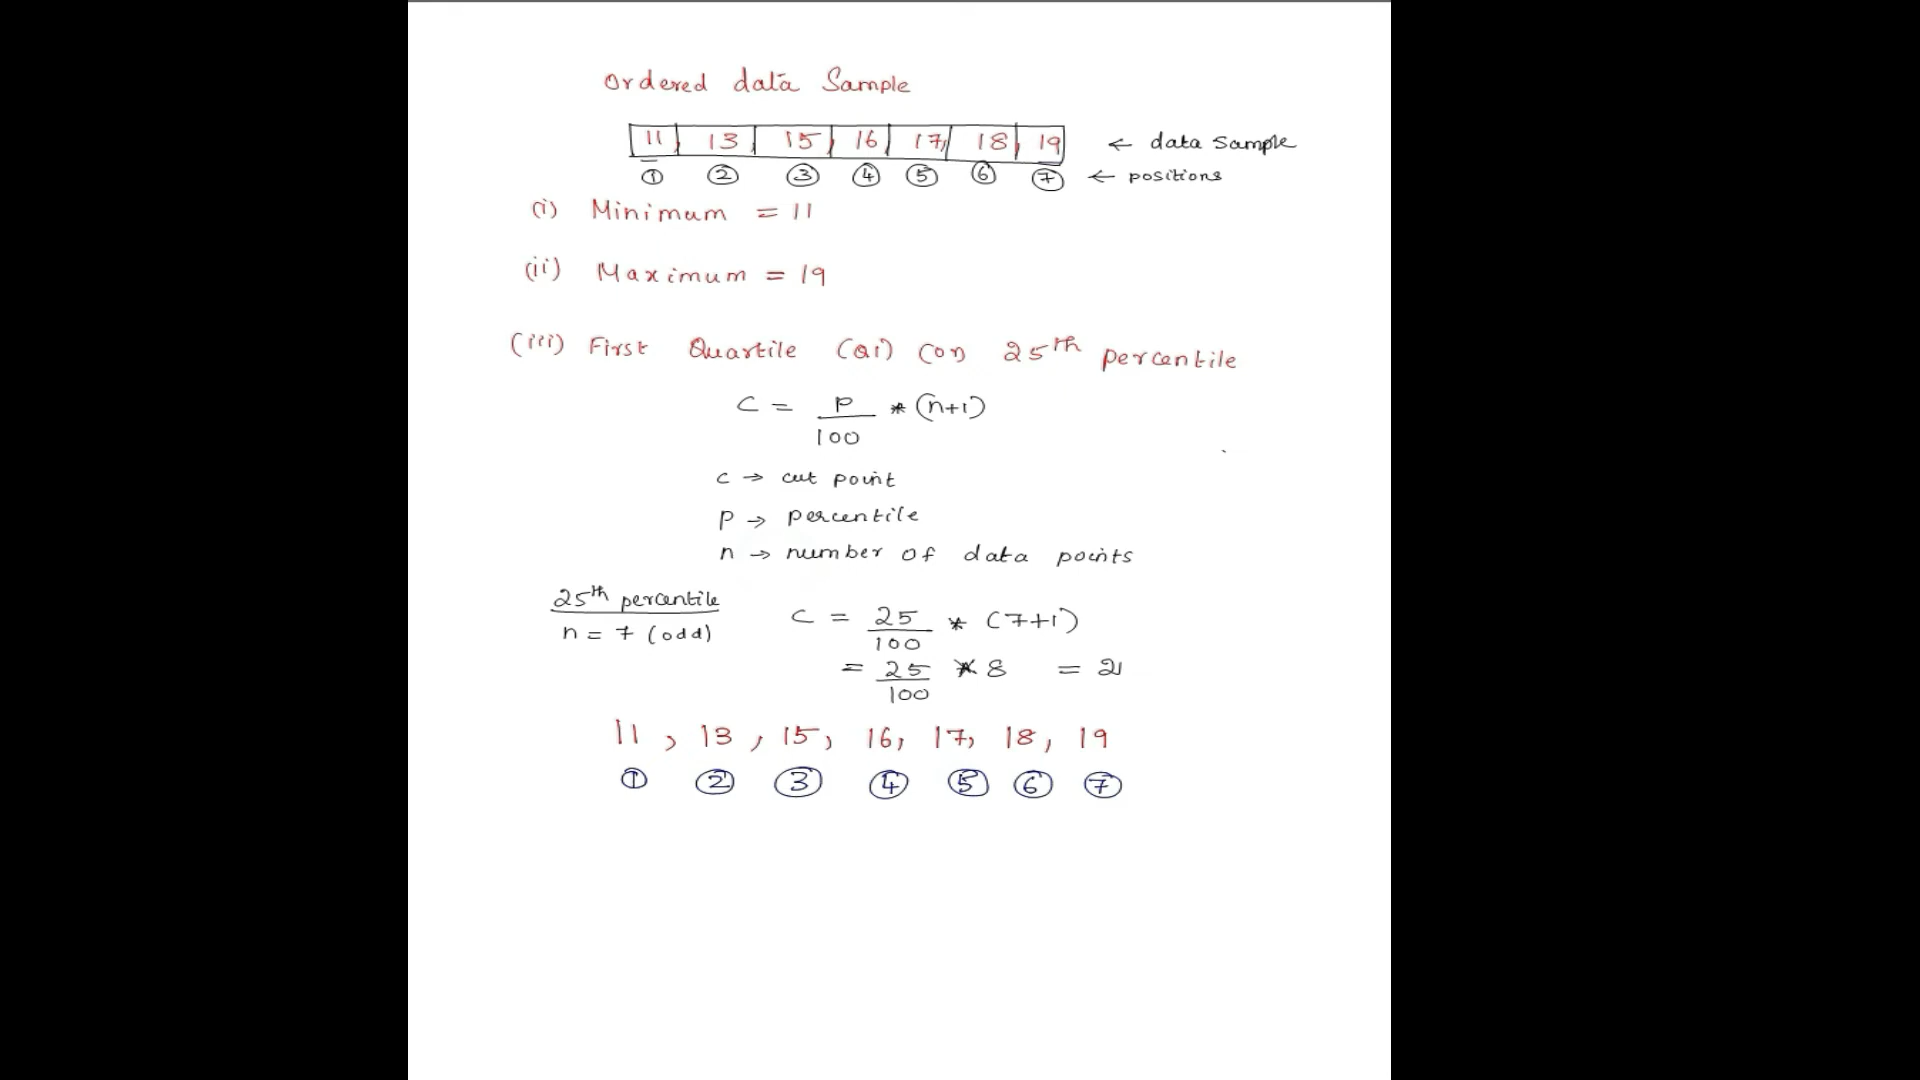 Ordered data Sample
11, 13, 15, 16, 17, 18, 19 ← data sample
① ② ③ ④ ⑤ ⑥ ⑦ ← positions
(i) Minimum = 11
(ii) Maximum = 19
(iii) First Quartile (Q1) (or) 25th percentile
C = P/100 * (n+1)
c → cut point
P → percentile
n → number of data points
25th percentile
n = 7 (odd)
C = 25/100 * (7+1)
= 25/100 * 8 = 2
11, 13, 15, 16, 17, 18, 19
① ② ③ ④ ⑤ ⑥ ⑦